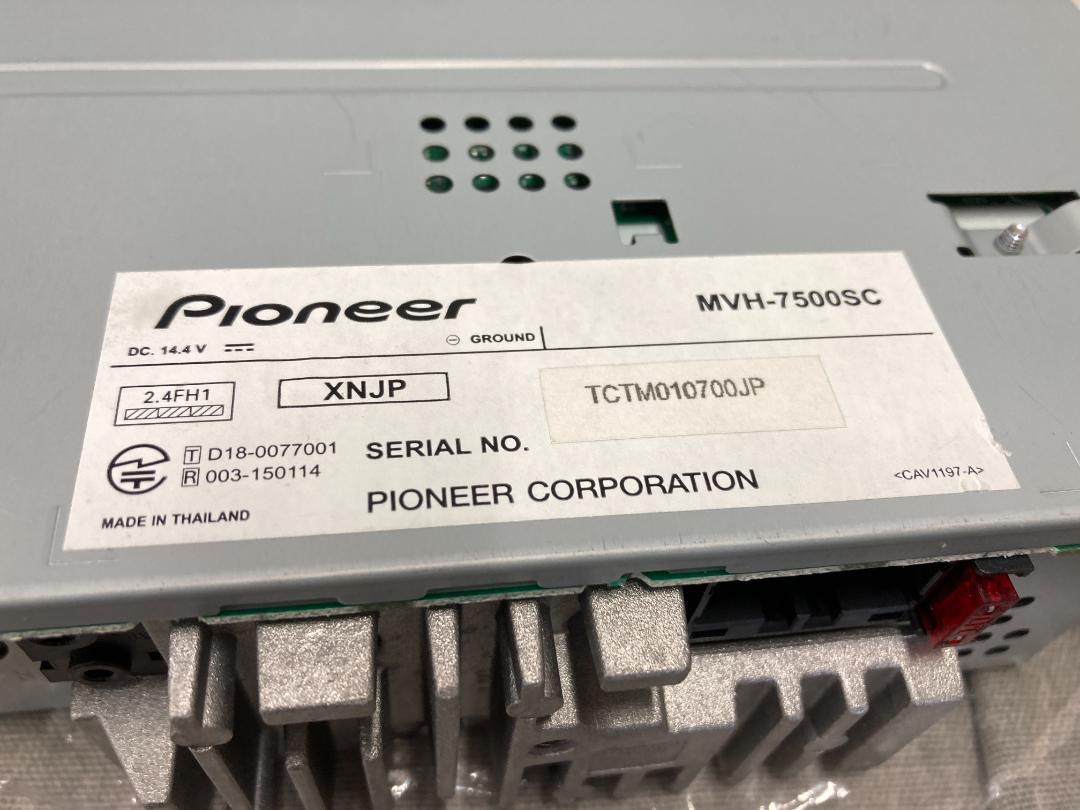 Pioneer
MVH-7500SC
DC. 14.4 V
⊖ GROUND
2.4FH1
XNJP
TCTM010700JP
T D18-0077001
R 003-150114
SERIAL NO.
PIONEER CORPORATION
<CAV1197-A>
MADE IN THAILAND